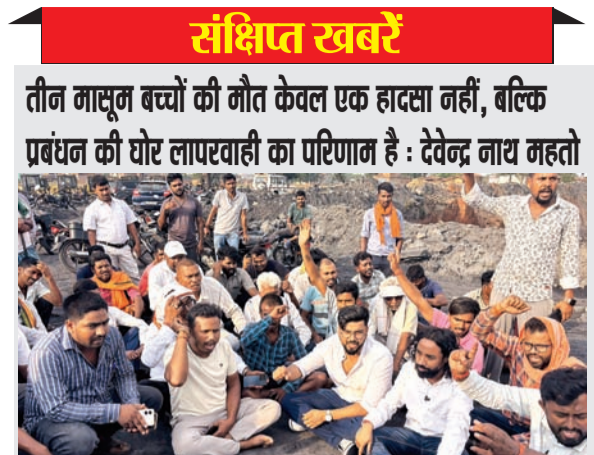 संक्षिप्त खबरें
तीन मासूम बच्चों की मौत केवल एक हादसा नहीं, बल्कि
प्रबंधन की घोर लापरवाही का परिणाम है : देवेन्द्र नाथ महतो